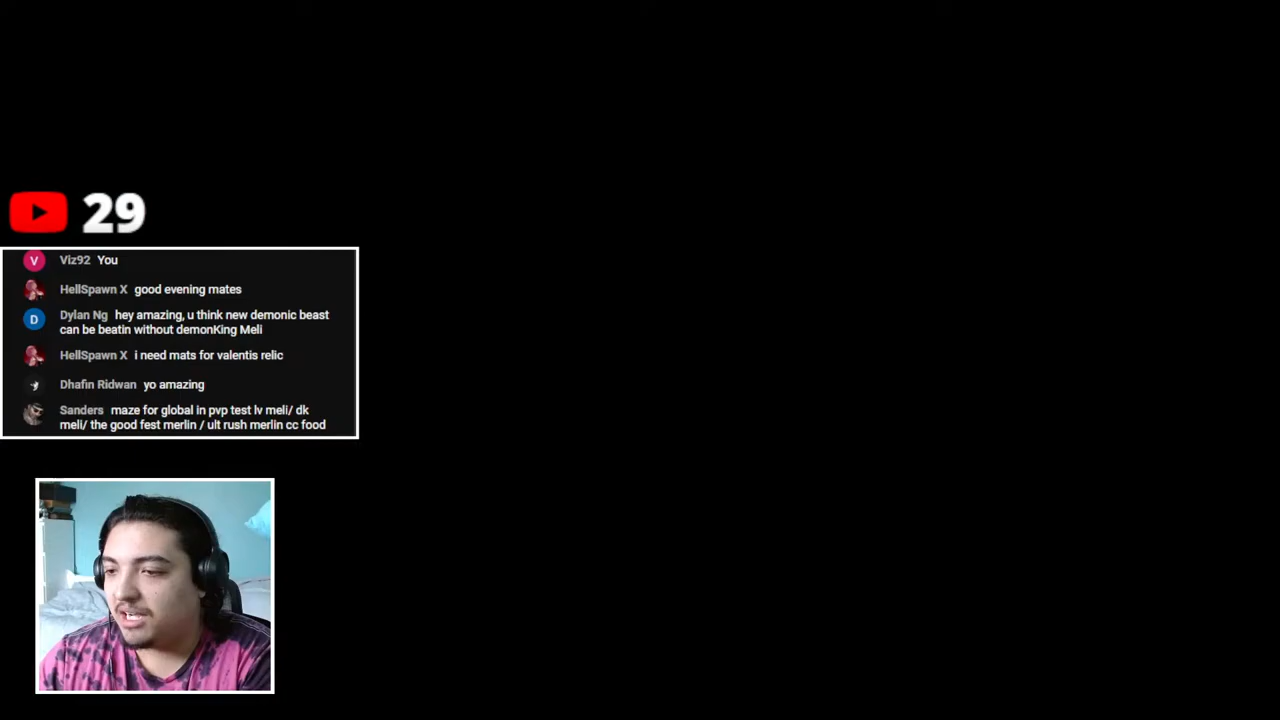 29
Viz92 You
HellSpawn X good evening mates
Dylan Ng hey amazing, u think new demonic beast
can be beatin without demonKing Meli
HellSpawn X i need mats for valentis relic
Dhafin Ridwan yo amazing
Sanders maze for global in pvp test lv meli/ dk
meli/ the good fest merlin / ult rush merlin cc food